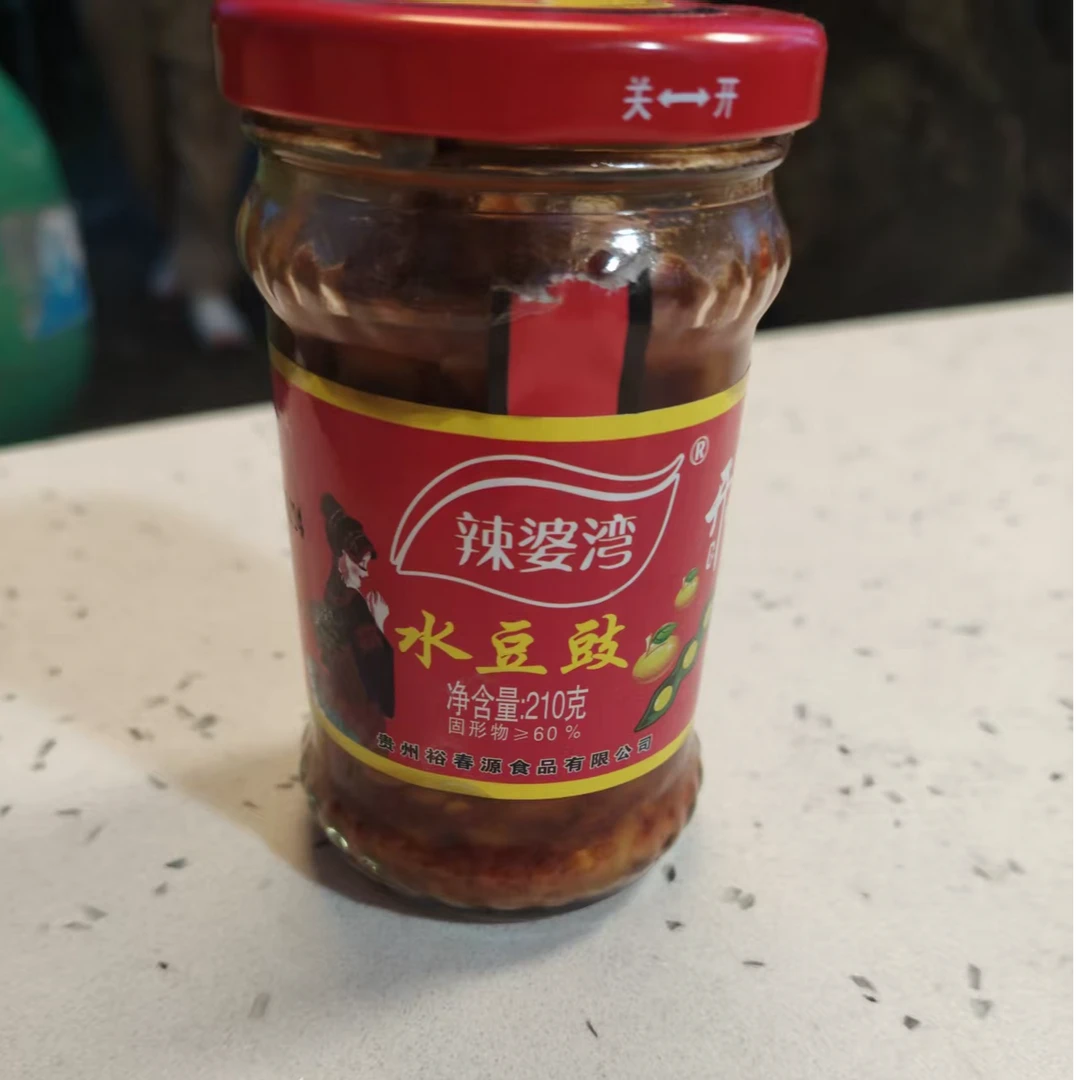 关↔开
辣婆湾®
水豆豉
净含量:210克
固形物≥60%
贵州裕春源食品有限公司